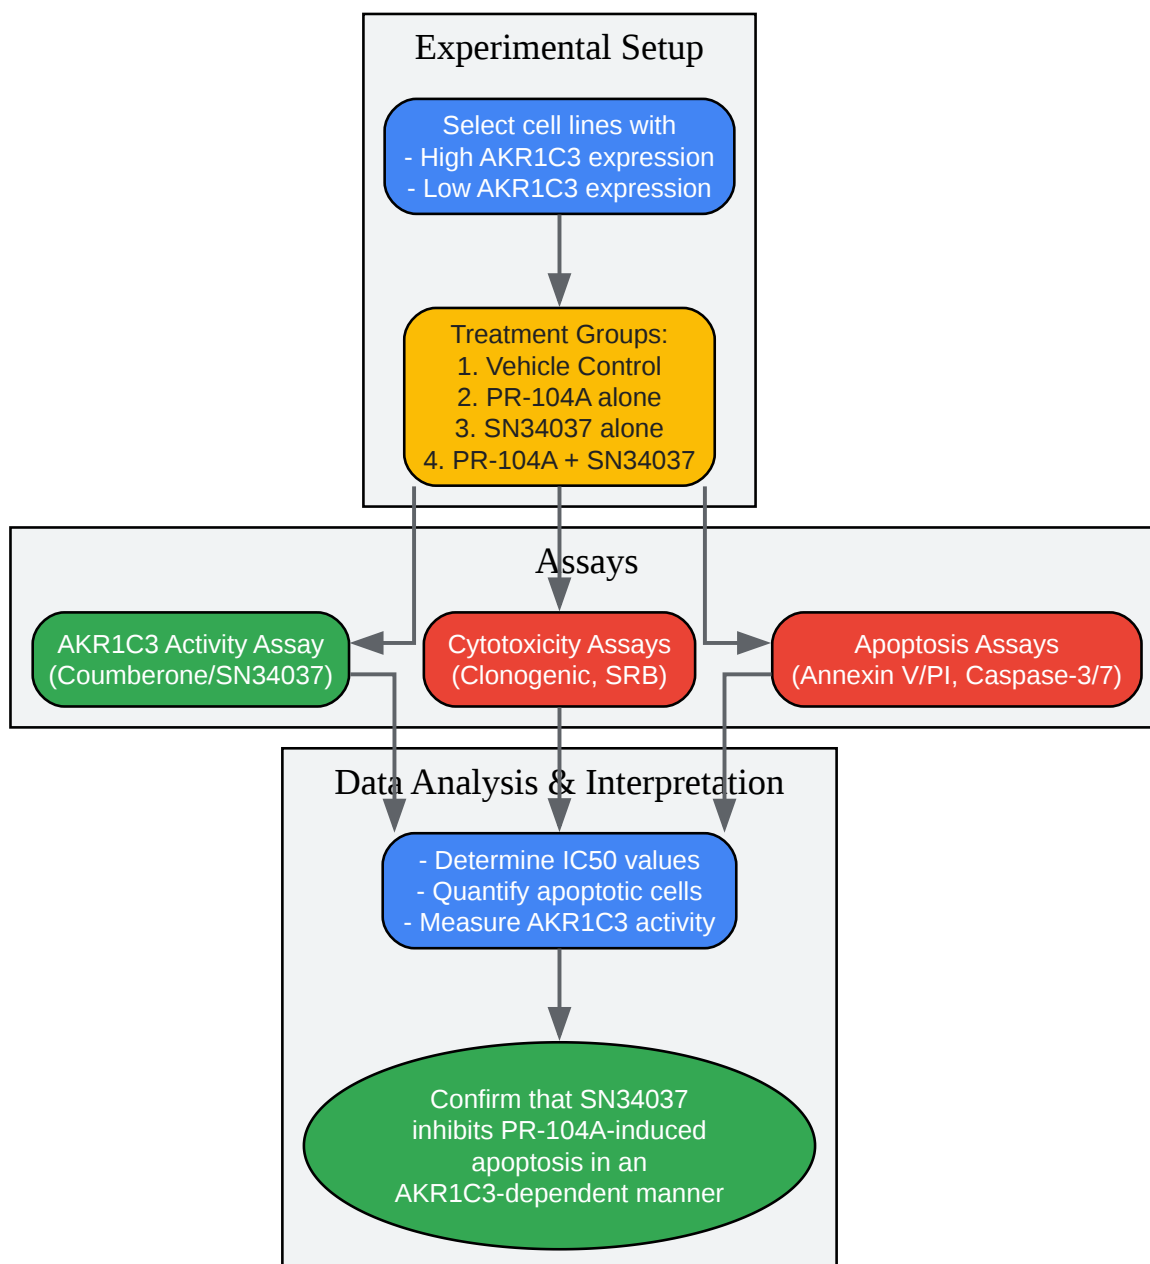 Experimental Setup
Select cell lines with
- High AKR1C3 expression
- Low AKR1C3 expression
Treatment Groups:
1. Vehicle Control
2. PR-104A alone
3. SN34037 alone
4. PR-104A + SN34037
Assays
AKR1C3 Activity Assay
(Coumberone/SN34037)
Cytotoxicity Assays
(Clonogenic, SRB)
Apoptosis Assays
(Annexin V/PI, Caspase-3/7)
Data Analysis & Interpretation
- Determine IC50 values
- Quantify apoptotic cells
- Measure AKR1C3 activity
Confirm that SN34037
inhibits PR-104A-induced
apoptosis in an
AKR1C3-dependent manner